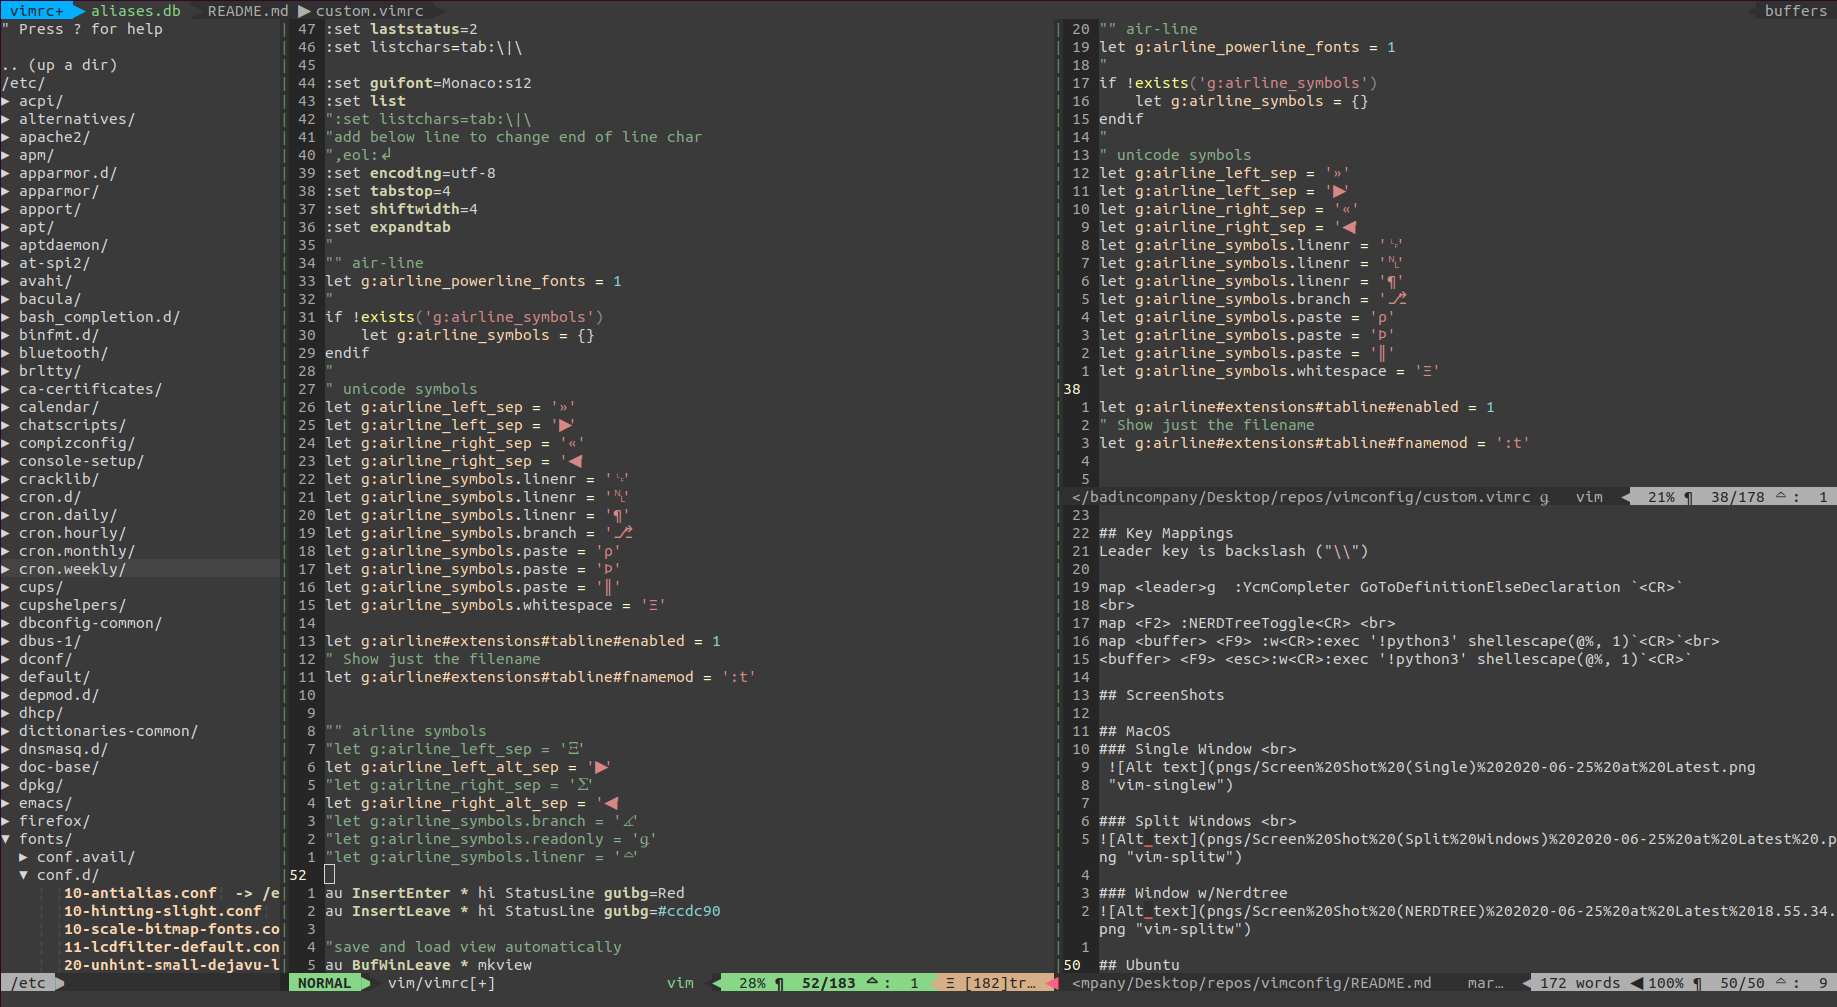 vimrc+ aliases.db README.md ▶ custom.vimrc buffers
" Press ? for help
.. (up a dir)
/etc/
▶ acpi/
▶ alternatives/
▶ apache2/
▶ apm/
▶ apparmor.d/
▶ apparmor/
▶ apport/
▶ apt/
▶ aptdaemon/
▶ at-spi2/
▶ avahi/
▶ bacula/
▶ bash_completion.d/
▶ binfmt.d/
▶ bluetooth/
▶ brltty/
▶ ca-certificates/
▶ calendar/
▶ chatscripts/
▶ compizconfig/
▶ console-setup/
▶ cracklib/
▶ cron.d/
▶ cron.daily/
▶ cron.hourly/
▶ cron.monthly/
▶ cron.weekly/
▶ cups/
▶ cupshelpers/
▶ dbconfig-common/
▶ dbus-1/
▶ dconf/
▶ default/
▶ depmod.d/
▶ dhcp/
▶ dictionaries-common/
▶ dnsmasq.d/
▶ doc-base/
▶ dpkg/
▶ emacs/
▶ firefox/
▼ fonts/
▶ conf.avail/
▼ conf.d/
10-antialias.conf -> /e
10-hinting-slight.conf
10-scale-bitmap-fonts.co
11-lcdfilter-default.con
20-unhint-small-dejavu-l
/etc
47 :set laststatus=2
46 :set listchars=tab:\|\
45
44 :set guifont=Monaco:s12
43 :set list
42 ":set listchars=tab:\|\
41 "add below line to change end of line char
40 ",eol:↲
39 :set encoding=utf-8
38 :set tabstop=4
37 :set shiftwidth=4
36 :set expandtab
35 "
34 "" air-line
33 let g:airline_powerline_fonts = 1
32 "
31 if !exists('g:airline_symbols')
30 let g:airline_symbols = {}
29 endif
28 "
27 " unicode symbols
26 let g:airline_left_sep = '»'
25 let g:airline_left_sep = '▶'
24 let g:airline_right_sep = '«'
23 let g:airline_right_sep = '◀
22 let g:airline_symbols.linenr = '␊'
21 let g:airline_symbols.linenr = '␤'
20 let g:airline_symbols.linenr = '¶'
19 let g:airline_symbols.branch = '⎇
18 let g:airline_symbols.paste = 'ρ'
17 let g:airline_symbols.paste = 'Þ'
16 let g:airline_symbols.paste = '∥'
15 let g:airline_symbols.whitespace = 'Ξ'
14
13 let g:airline#extensions#tabline#enabled = 1
12 " Show just the filename
11 let g:airline#extensions#tabline#fnamemod = ':t'
10
9
8 "" airline symbols
7 "let g:airline_left_sep = 'Ξ'
6 let g:airline_left_alt_sep = '▶'
5 "let g:airline_right_sep = 'Σ'
4 let g:airline_right_alt_sep = '◀
3 "let g:airline_symbols.branch = '
2 "let g:airline_symbols.readonly = '
1 "let g:airline_symbols.linenr = '
52
1 au InsertEnter * hi StatusLine guibg=Red
2 au InsertLeave * hi StatusLine guibg=#ccdc90
3
4 "save and load view automatically
5 au BufWinLeave * mkview
NORMAL vim/vimrc[+] vim 28% ¶ 52/183 : 1 Ξ [182]tr…
20 "" air-line
19 let g:airline_powerline_fonts = 1
18 "
17 if !exists('g:airline_symbols')
16 let g:airline_symbols = {}
15 endif
14 "
13 " unicode symbols
12 let g:airline_left_sep = '»'
11 let g:airline_left_sep = '▶'
10 let g:airline_right_sep = '«'
9 let g:airline_right_sep = '◀
8 let g:airline_symbols.linenr = '␊'
7 let g:airline_symbols.linenr = '␤'
6 let g:airline_symbols.linenr = '¶'
5 let g:airline_symbols.branch = '⎇
4 let g:airline_symbols.paste = 'ρ'
3 let g:airline_symbols.paste = 'Þ'
2 let g:airline_symbols.paste = '∥'
1 let g:airline_symbols.whitespace = 'Ξ'
38
1 let g:airline#extensions#tabline#enabled = 1
2 " Show just the filename
3 let g:airline#extensions#tabline#fnamemod = ':t'
4
5
</badincompany/Desktop/repos/vimconfig/custom.vimrc vim 21% ¶ 38/178 : 1
23
22 ## Key Mappings
21 Leader key is backslash ("\\")
20
19 map <leader>g :YcmCompleter GoToDefinitionElseDeclaration `<CR>`
18 <br>
17 map <F2> :NERDTreeToggle<CR> <br>
16 map <buffer> <F9> :w<CR>:exec '!python3' shellescape(@%, 1)`<CR>`<br>
15 <buffer> <F9> <esc>:w<CR>:exec '!python3' shellescape(@%, 1)`<CR>`
14
13 ## ScreenShots
12
11 ## MacOS
10 ### Single Window <br>
9 ![Alt text](pngs/Screen%20Shot%20(Single)%202020-06-25%20at%20Latest.png
8 "vim-singlew")
7
6 ### Split Windows <br>
5 ![Alt_text](pngs/Screen%20Shot%20(Split%20Windows)%202020-06-25%20at%20Latest%20.p
ng "vim-splitw")
4
3 ### Window w/Nerdtree
2 ![Alt_text](pngs/Screen%20Shot%20(NERDTREE)%202020-06-25%20at%20Latest%2018.55.34.
png "vim-splitw")
1
50 ## Ubuntu
<mpany/Desktop/repos/vimconfig/README.md mar… 172 words ◀ 100% ¶ 50/50 : 9